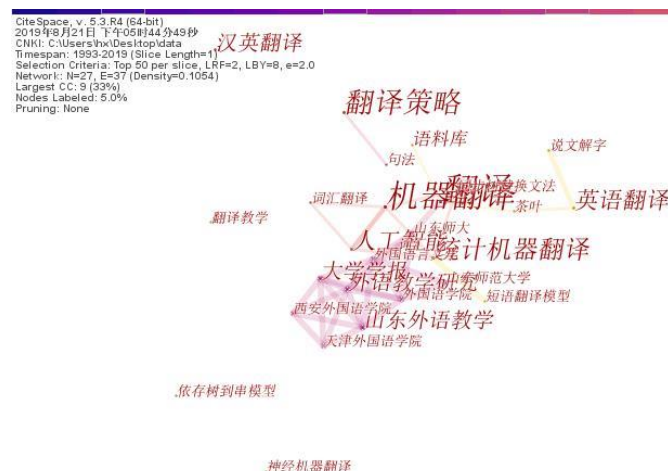 CiteSpace, v. 5.3.R4 (64-bit)
2019年8月21日 下午05时44分49秒
CNKI: C:\Users\hx\Desktop\data
Timespan: 1993-2019 (Slice Length=1)
Selection Criteria: Top 50 per slice, LRF=2, LBY=8, e=2.0
Network: N=27, E=37 (Density=0.1054)
Largest CC: 9 (33%)
Nodes Labeled: 5.0%
Pruning: None
汉英翻译
翻译策略
语料库
说文解字
句法
翻译
机器翻译
换文法
词汇翻译
茶叶
英语翻译
翻译教学
山东师大
人工智能
外国语言文
统计机器翻译
大学学报
外语教学研究
山东师范大学
外国语学院
短语翻译模型
西安外国语学院
山东外语教学
天津外国语学院
依存树到串模型
神经机器翻译